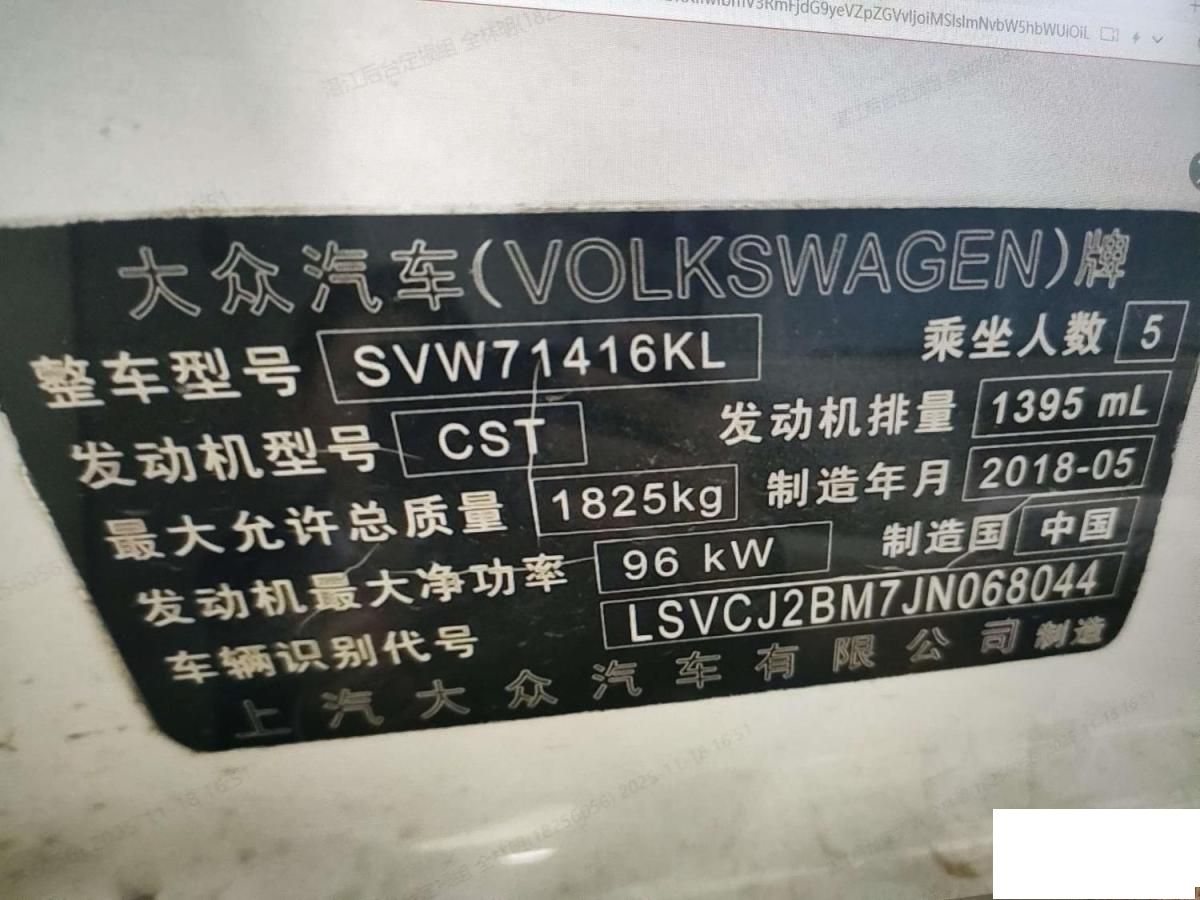 大众汽车(VOLKSWAGEN)牌
整车型号 SVW71416KL 乘坐人数 5
发动机型号 CST 发动机排量 1395 mL
最大允许总质量 1825kg 制造年月 2018-05
发动机最大净功率 96 kW 制造国 中国
车辆识别代号 LSVCJ2BM7JN068044
上汽大众汽车有限公司制造